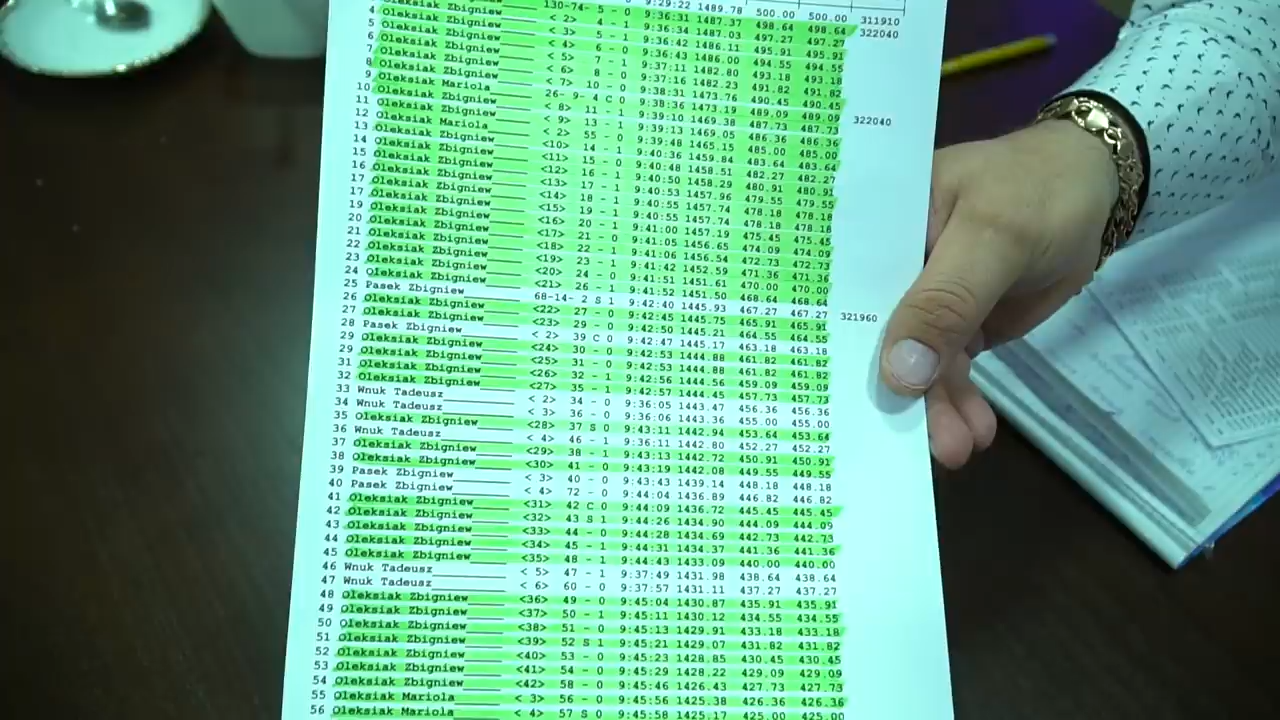 9:29:22 1489.78 500.00 500.00 311910
130-74- 5 - 0 9:36:31 1487.37 498.64 498.64 322040
Oleksiak Zbigniew < 2> 4 - 1 9:36:34 1487.03 497.27 497.27
4 Oleksiak Zbigniew < 3> 5 - 1 9:36:42 1486.11 495.91 495.91
5 Oleksiak Zbigniew < 4> 6 - 0 9:36:43 1486.00 494.55 494.55
6 Oleksiak Zbigniew < 5> 7 - 1 9:37:11 1482.80 493.18 493.18
7 Oleksiak Zbigniew < 6> 8 - 0 9:37:16 1482.23 491.82 491.82
8 Oleksiak Zbigniew < 7> 10 - 0 9:38:31 1473.76 490.45 490.45
9 Oleksiak Mariola 26- 9- 4 C 0 9:38:36 1473.19 489.09 489.09 322040
10 Oleksiak Zbigniew < 8> 11 - 1 9:39:10 1469.38 487.73 487.73
11 Oleksiak Zbigniew < 9> 13 - 1 9:39:13 1469.05 486.36 486.36
12 Oleksiak Mariola < 2> 55 - 0 9:39:48 1465.15 485.00 485.00
13 Oleksiak Zbigniew <10> 14 - 1 9:40:36 1459.84 483.64 483.64
14 Oleksiak Zbigniew <11> 15 - 0 9:40:48 1458.51 482.27 482.27
15 Oleksiak Zbigniew <12> 16 - 1 9:40:50 1458.29 480.91 480.91
16 Oleksiak Zbigniew <13> 17 - 1 9:40:53 1457.96 479.55 479.55
17 Oleksiak Zbigniew <14> 18 - 1 9:40:55 1457.74 478.18 478.18
17 Oleksiak Zbigniew <15> 19 - 1 9:40:55 1457.74 478.18 478.18
19 Oleksiak Zbigniew <16> 20 - 1 9:41:00 1457.19 475.45 475.45
20 Oleksiak Zbigniew <17> 21 - 0 9:41:05 1456.65 474.09 474.09
21 Oleksiak Zbigniew <18> 22 - 1 9:41:06 1456.54 472.73 472.73
22 Oleksiak Zbigniew <19> 23 - 1 9:41:42 1452.59 471.36 471.36
23 Oleksiak Zbigniew <20> 24 - 0 9:41:51 1451.61 470.00 470.00
24 Oleksiak Zbigniew <21> 26 - 1 9:41:52 1451.50 468.64 468.64
25 Pasek Zbigniew 68-14- 2 S 1 9:42:40 1445.93 467.27 467.27 321960
26 Oleksiak Zbigniew <22> 27 - 0 9:42:45 1445.75 465.91 465.91
27 Oleksiak Zbigniew <23> 29 - 0 9:42:50 1445.21 464.55 464.55
28 Pasek Zbigniew < 2> 39 C 0 9:42:47 1445.17 463.18 463.18
29 Oleksiak Zbigniew <24> 30 - 0 9:42:53 1444.88 461.82 461.82
29 Oleksiak Zbigniew <25> 31 - 0 9:42:53 1444.88 461.82 461.82
31 Oleksiak Zbigniew <26> 32 - 1 9:42:56 1444.56 459.09 459.09
32 Oleksiak Zbigniew <27> 35 - 1 9:42:57 1444.45 457.73 457.73
33 Wnuk Tadeusz < 2> 34 - 0 9:36:05 1443.47 456.36 456.36
34 Wnuk Tadeusz < 3> 36 - 0 9:36:06 1443.36 455.00 455.00
35 Oleksiak Zbigniew <28> 37 S 0 9:43:11 1442.94 453.64 453.64
36 Wnuk Tadeusz < 4> 46 - 1 9:36:11 1442.80 452.27 452.27
37 Oleksiak Zbigniew <29> 38 - 1 9:43:13 1442.72 450.91 450.91
38 Oleksiak Zbigniew <30> 41 - 0 9:43:19 1442.08 449.55 449.55
39 Pasek Zbigniew < 3> 40 - 0 9:43:43 1439.14 448.18 448.18
40 Pasek Zbigniew < 4> 72 - 0 9:44:04 1436.89 446.82 446.82
41 Oleksiak Zbigniew <31> 42 C 0 9:44:09 1436.72 445.45 445.45
42 Oleksiak Zbigniew <32> 43 S 1 9:44:26 1434.90 444.09 444.09
43 Oleksiak Zbigniew <33> 44 - 0 9:44:28 1434.69 442.73 442.73
44 Oleksiak Zbigniew <34> 45 - 1 9:44:31 1434.37 441.36 441.36
45 Oleksiak Zbigniew <35> 48 - 1 9:44:43 1433.09 440.00 440.00
46 Wnuk Tadeusz < 5> 47 - 1 9:37:49 1431.98 438.64 438.64
47 Wnuk Tadeusz < 6> 60 - 0 9:37:57 1431.11 437.27 437.27
48 Oleksiak Zbigniew <36> 49 - 0 9:45:04 1430.87 435.91 435.91
49 Oleksiak Zbigniew <37> 50 - 1 9:45:11 1430.12 434.55 434.55
50 Oleksiak Zbigniew <38> 51 - 0 9:45:13 1429.91 433.18 433.18
51 Oleksiak Zbigniew <39> 52 S 1 9:45:21 1429.07 431.82 431.82
52 Oleksiak Zbigniew <40> 53 - 0 9:45:23 1428.85 430.45 430.45
53 Oleksiak Zbigniew <41> 54 - 0 9:45:29 1428.22 429.09 429.09
54 Oleksiak Zbigniew <42> 58 - 0 9:45:46 1426.43 427.73 427.73
55 Oleksiak Mariola < 3> 56 - 0 9:45:56 1425.38 426.36 426.36
56 Oleksiak Mariola < 4> 57 S 0 9:45:58 1425.17 425.00 425.00